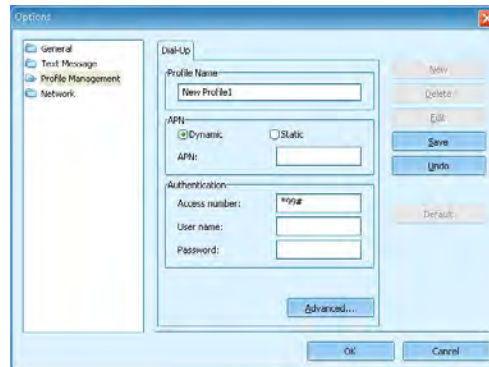 Options
General
Text Message
Profile Management
Network
Dial-Up
Profile Name
New Profile1
APN
Dynamic
Static
APN:
Authentication
Access number:
*99#
User name:
Password:
Advanced...
New
Delete
Edit
Save
Undo
Default
OK
Cancel